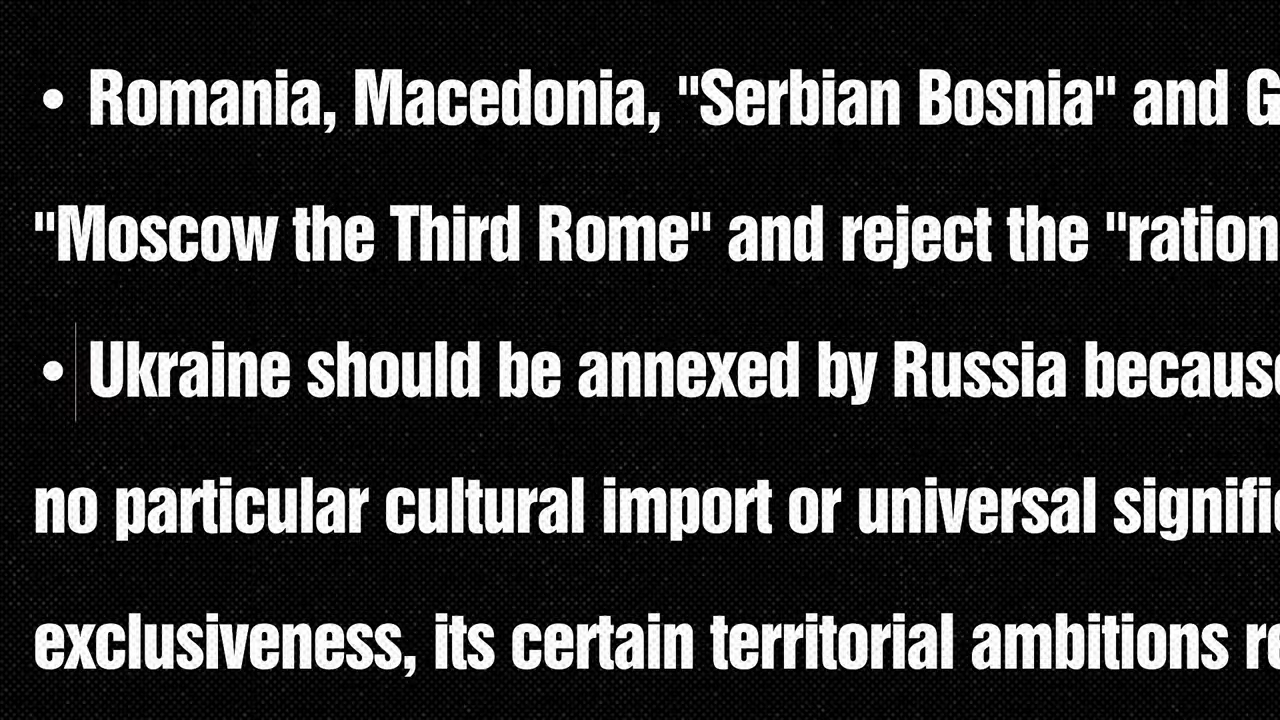 • Romania, Macedonia, "Serbian Bosnia" and
"Moscow the Third Rome" and reject the
• Ukraine should be annexed by Russia
no particular cultural import or universal
exclusiveness, its certain territorial ambitions